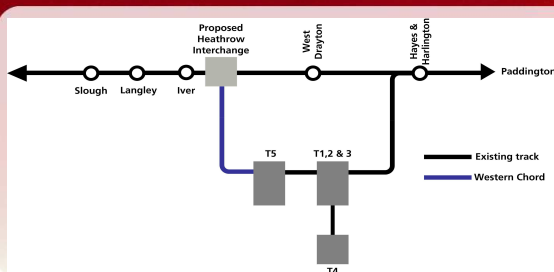 Proposed
Heathrow
Interchange
West
Drayton
Hayes &
Harlington
Paddington
Slough
Langley
Iver
T5
T1,2 & 3
Existing track
Western Chord
T4